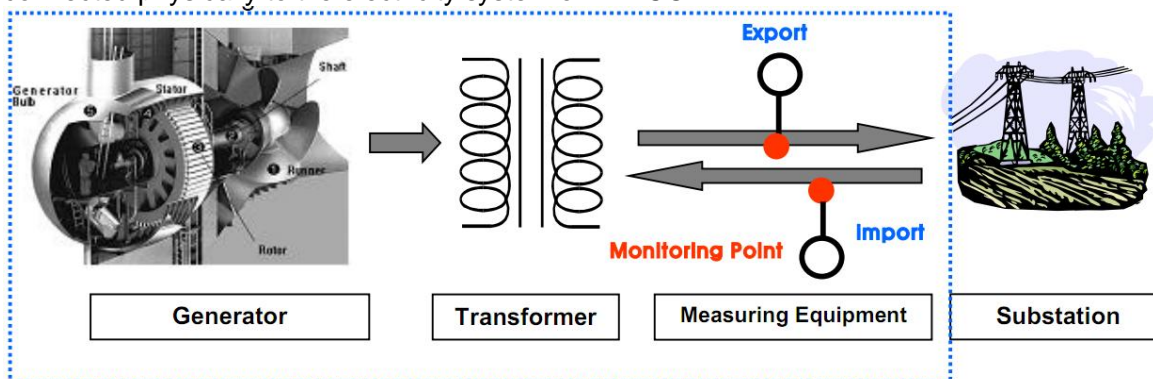 Export
Shaft
Stator
Generator
Bulb
Runner
Rotor
Monitoring Point
Import
Generator
Transformer
Measuring Equipment
Substation